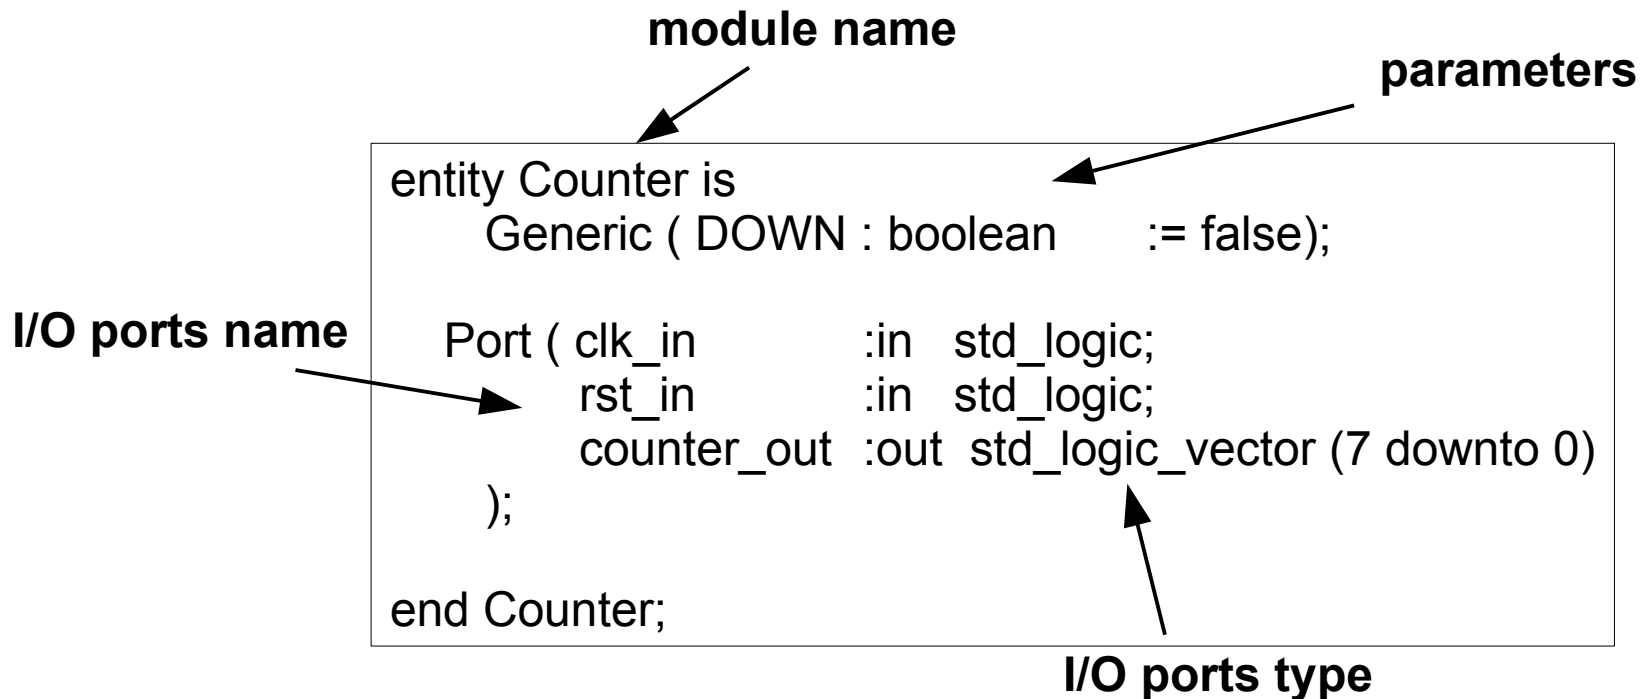 module name
parameters
entity Counter is
Generic ( DOWN : boolean := false);
I/O ports name
Port ( clk_in :in std_logic;
rst_in :in std_logic;
counter_out :out std_logic_vector (7 downto 0)
);
end Counter;
I/O ports type